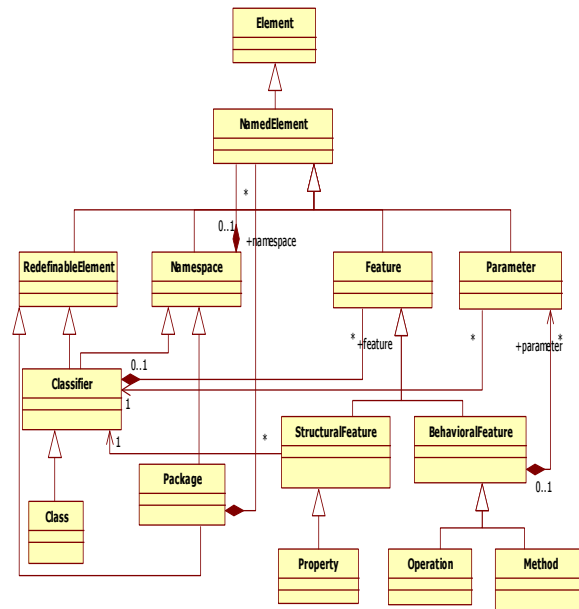 Element
NamedElement
*
0..1
+namespace
RedefinableElement
Namespace
Feature
Parameter
*
+feature
*
+parameter
*
0..1
Classifier
1
1
*
StructuralFeature
BehavioralFeature
Package
0..1
Class
Property
Operation
Method